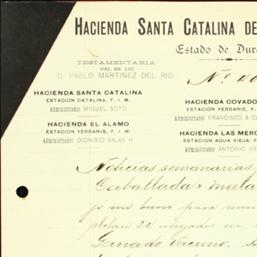 HACIENDA SANTA CATALINA DE
Estado de Dur
TESTAMENTARIA
DEL SR. LIC.
D. PABLO MARTINEZ DEL RIO
HACIENDA SANTA CATALINA
ESTACION CATALINA, F. I. M.
Administrador MIGUEL SOTO
HACIENDA COVADO
ESTACION YERBANIS, F.
Administrador FRANCISCO A
HACIENDA EL ALAMO
ESTACION YERBANIS, F. I. M.
Administrador DIONISIO SALAS H
HACIENDA LAS MERC
ESTACION AGUA VIEJA, F
Administrador ANTONIO HE
Noticias semanarias
Caballada y mula
Ganado Vacuno.